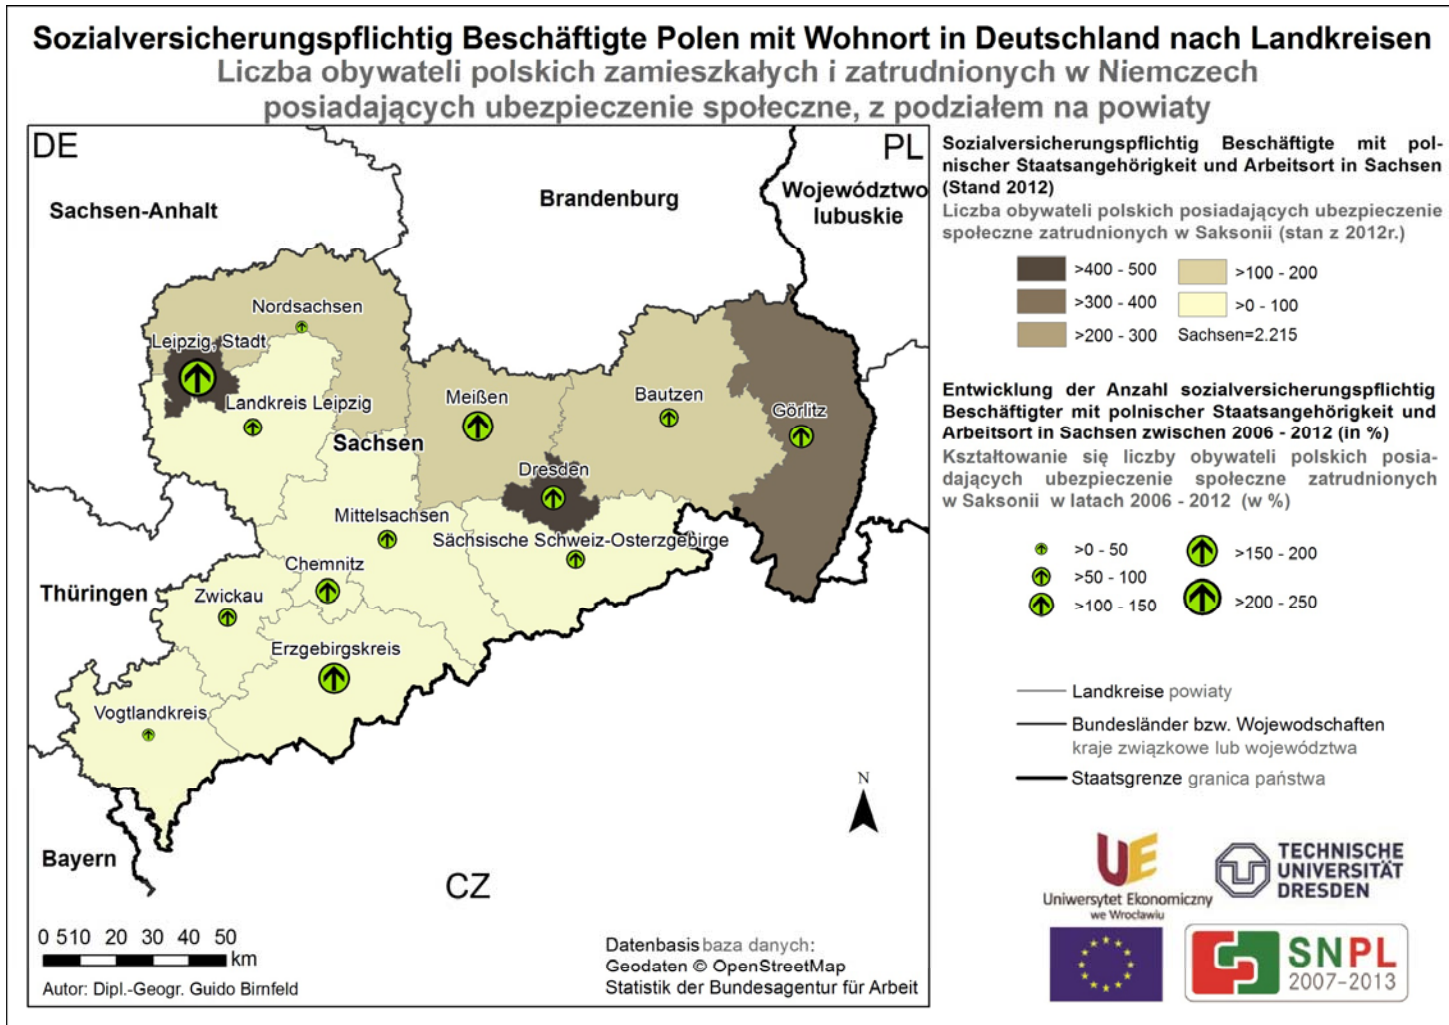 Sozialversicherungspflichtig Beschäftigte Polen mit Wohnort in Deutschland nach Landkreisen
Liczba obywateli polskich zamieszkałych i zatrudnionych w Niemczech
posiadających ubezpieczenie społeczne, z podziałem na powiaty
DE
PL
Sachsen-Anhalt
Brandenburg
Województwo
lubuskie
Nordsachsen
Leipzig, Stadt
Landkreis Leipzig
Meißen
Bautzen
Görlitz
Sachsen
Dresden
Mittelsachsen
Sächsische Schweiz-Osterzgebirge
Chemnitz
Thüringen
Zwickau
Erzgebirgskreis
Vogtlandkreis
Bayern
CZ
N
0 510 20 30 40 50
km
Autor: Dipl.-Geogr. Guido Birnfeld
Datenbasis baza danych:
Geodaten © OpenStreetMap
Statistik der Bundesagentur für Arbeit
Sozialversicherungspflichtig Beschäftigte mit pol-
nischer Staatsangehörigkeit und Arbeitsort in Sachsen
(Stand 2012)
Liczba obywateli polskich posiadających ubezpieczenie
społeczne zatrudnionych w Saksonii (stan z 2012r.)
>400 - 500
>100 - 200
>300 - 400
>0 - 100
>200 - 300
Sachsen=2.215
Entwicklung der Anzahl sozialversicherungspflichtig
Beschäftigter mit polnischer Staatsangehörigkeit und
Arbeitsort in Sachsen zwischen 2006 - 2012 (in %)
Kształtowanie się liczby obywateli polskich posia-
dających ubezpieczenie społeczne zatrudnionych
w Saksonii w latach 2006 - 2012 (w %)
>0 - 50
>150 - 200
>50 - 100
>100 - 150
>200 - 250
Landkreise powiaty
Bundesländer bzw. Wojewodschaften
kraje związkowe lub województwa
Staatsgrenze granica państwa
UE
Uniwersytet Ekonomiczny
we Wrocławiu
TECHNISCHE
UNIVERSITÄT
DRESDEN
SNPL
2007-2013